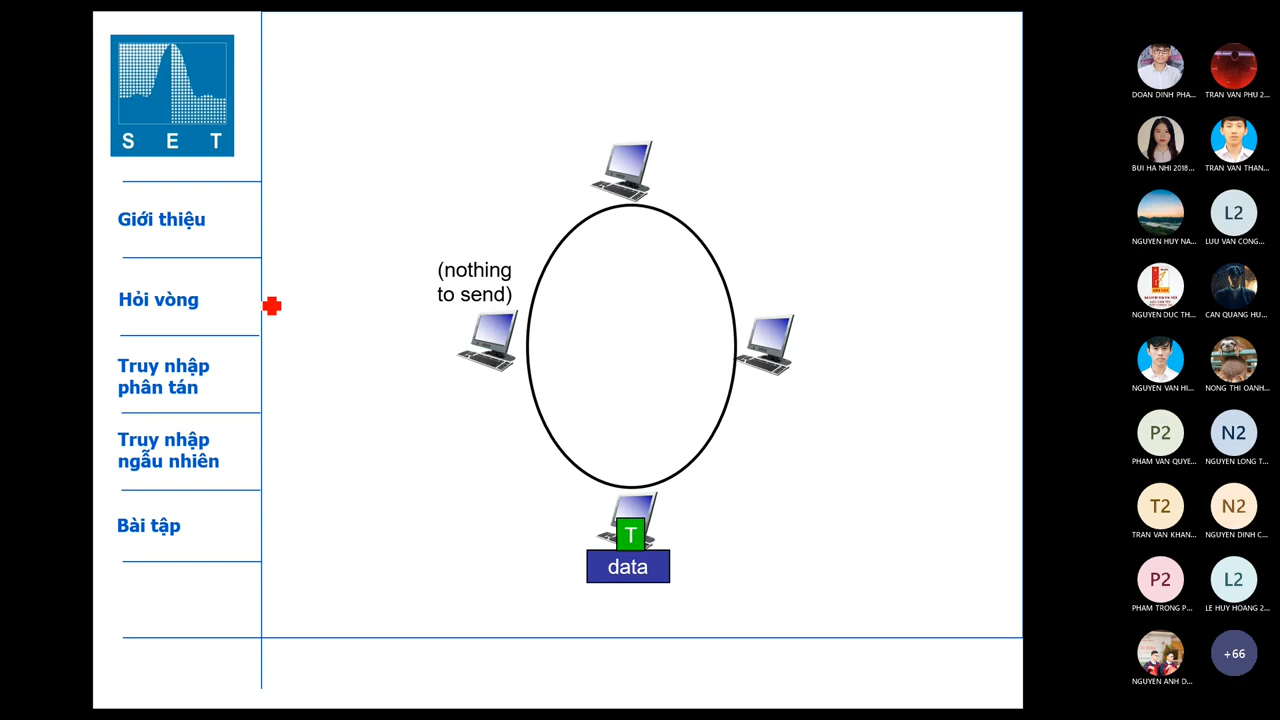 S E T
Giới thiệu
Hỏi vòng
Truy nhập
phân tán
Truy nhập
ngẫu nhiên
Bài tập
(nothing
to send)
T
data
DOAN DINH PHA...
TRAN VAN PHU 2...
BUI HA NHI 2018...
TRAN VAN THAN...
NGUYEN HUY NA...
L2
LUU VAN CONG...
NGUYEN DUC TH...
CAN QUANG HU...
NGUYEN VAN HI...
NONG THI OANH...
P2
N2
PHAM VAN QUYE...
NGUYEN LONG T...
T2
N2
TRAN VAN KHAN...
NGUYEN DINH C...
P2
L2
PHAM TRONG P...
LE HUY HOANG 2...
+66
NGUYEN ANH D...